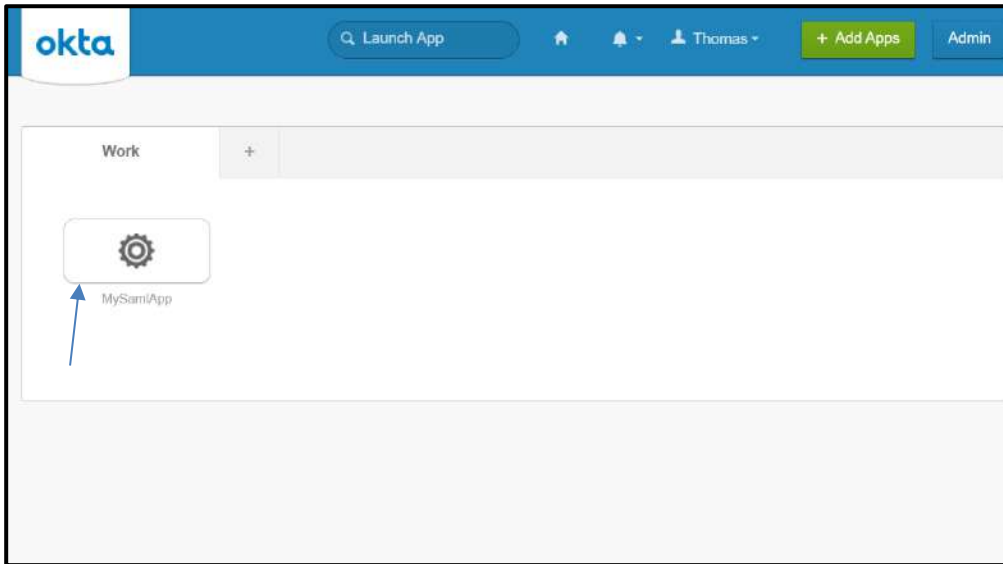 okta
Launch App
Thomas
+ Add Apps
Admin
Work
+
MySamlApp